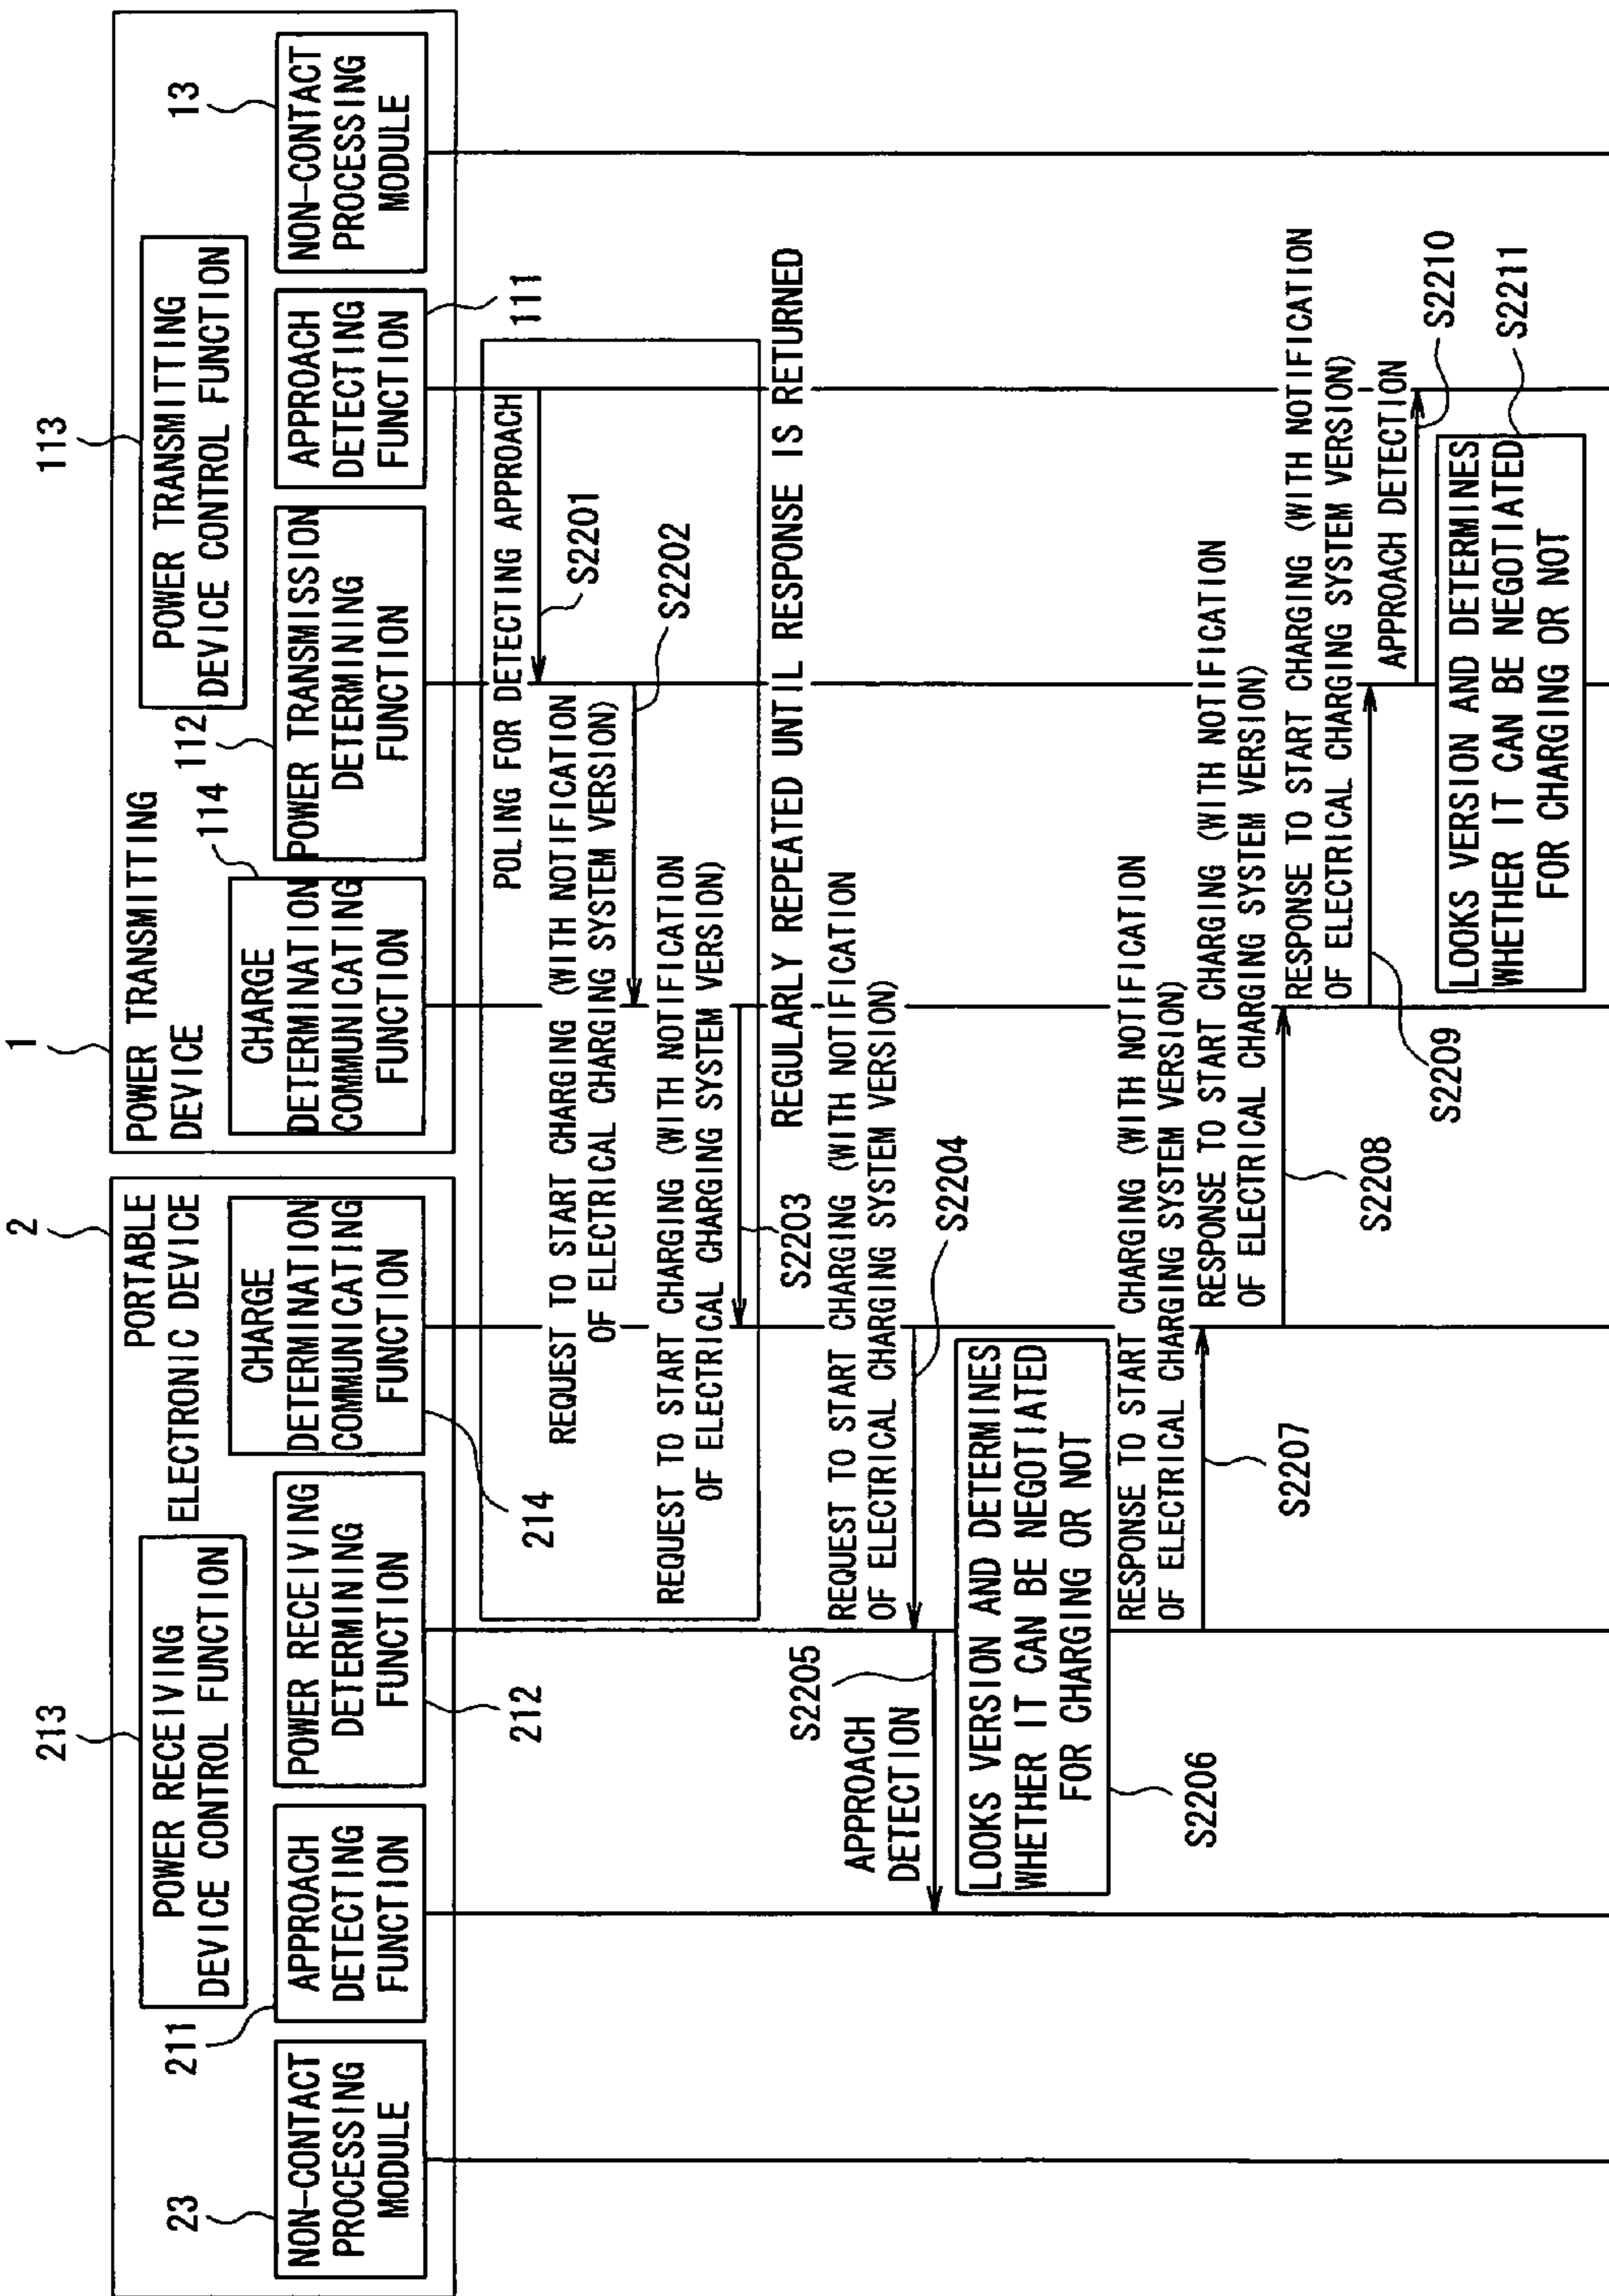 2
PORTABLE
ELECTRONIC DEVICE
213
POWER RECEIVING
DEVICE CONTROL FUNCTION
23
NON-CONTACT
PROCESSING
MODULE
211
APPROACH
DETECTING
FUNCTION
POWER RECEIVING
DETERMINING
FUNCTION
212
CHARGE
DETERMINATION
COMMUNICATING
FUNCTION
214
1
POWER TRANSMITTING
DEVICE
114
CHARGE
DETERMINATION
COMMUNICATING
FUNCTION
112
POWER TRANSMISSION
DETERMINING
FUNCTION
113
POWER TRANSMITTING
DEVICE CONTROL FUNCTION
APPROACH
DETECTING
FUNCTION
111
13
NON-CONTACT
PROCESSING
MODULE
POLING FOR DETECTING APPROACH
S2201
REQUEST TO START CHARGING (WITH NOTIFICATION
OF ELECTRICAL CHARGING SYSTEM VERSION)
S2202
REQUEST TO START CHARGING (WITH NOTIFICATION
OF ELECTRICAL CHARGING SYSTEM VERSION)
S2203
REGULARLY REPEATED UNTIL RESPONSE IS RETURNED
REQUEST TO START CHARGING (WITH NOTIFICATION
OF ELECTRICAL CHARGING SYSTEM VERSION)
S2204
S2205
APPROACH
DETECTION
LOOKS VERSION AND DETERMINES
WHETHER IT CAN BE NEGOTIATED
FOR CHARGING OR NOT
S2206
RESPONSE TO START CHARGING (WITH NOTIFICATION
OF ELECTRICAL CHARGING SYSTEM VERSION)
S2207
RESPONSE TO START CHARGING (WITH NOTIFICATION
OF ELECTRICAL CHARGING SYSTEM VERSION)
S2208
RESPONSE TO START CHARGING (WITH NOTIFICATION
OF ELECTRICAL CHARGING SYSTEM VERSION)
S2209
APPROACH DETECTION
S2210
LOOKS VERSION AND DETERMINES
WHETHER IT CAN BE NEGOTIATED
FOR CHARGING OR NOT
S2211